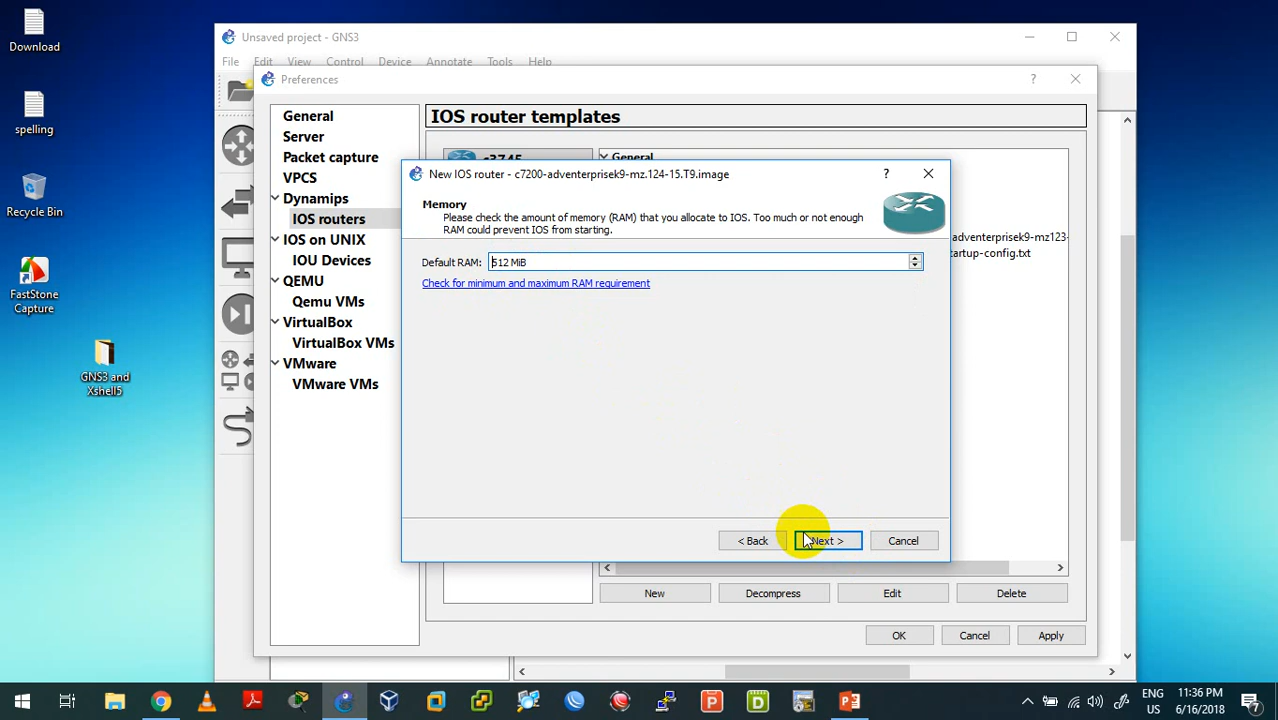 Download
spelling
Recycle Bin
FastStone
Capture
GNS3 and
Xshell5
Unsaved project - GNS3
File Edit View Control Device Annotate Tools Help
Preferences
?
General
Server
Packet capture
VPCS
Dynamips
IOS routers
IOS on UNIX
IOU Devices
QEMU
Qemu VMs
VirtualBox
VirtualBox VMs
VMware
VMware VMs
IOS router templates
c3745
General
adventerprisek9-mz123-
startup-config.txt
New IOS router - c7200-adventerprisek9-mz.124-15.T9.image
?
Memory
Please check the amount of memory (RAM) that you allocate to IOS. Too much or not enough
RAM could prevent IOS from starting.
Default RAM: 512 MiB
Check for minimum and maximum RAM requirement
< Back Next > Cancel
New Decompress Edit Delete
OK Cancel Apply
ENG
US
11:36 PM
6/16/2018
7